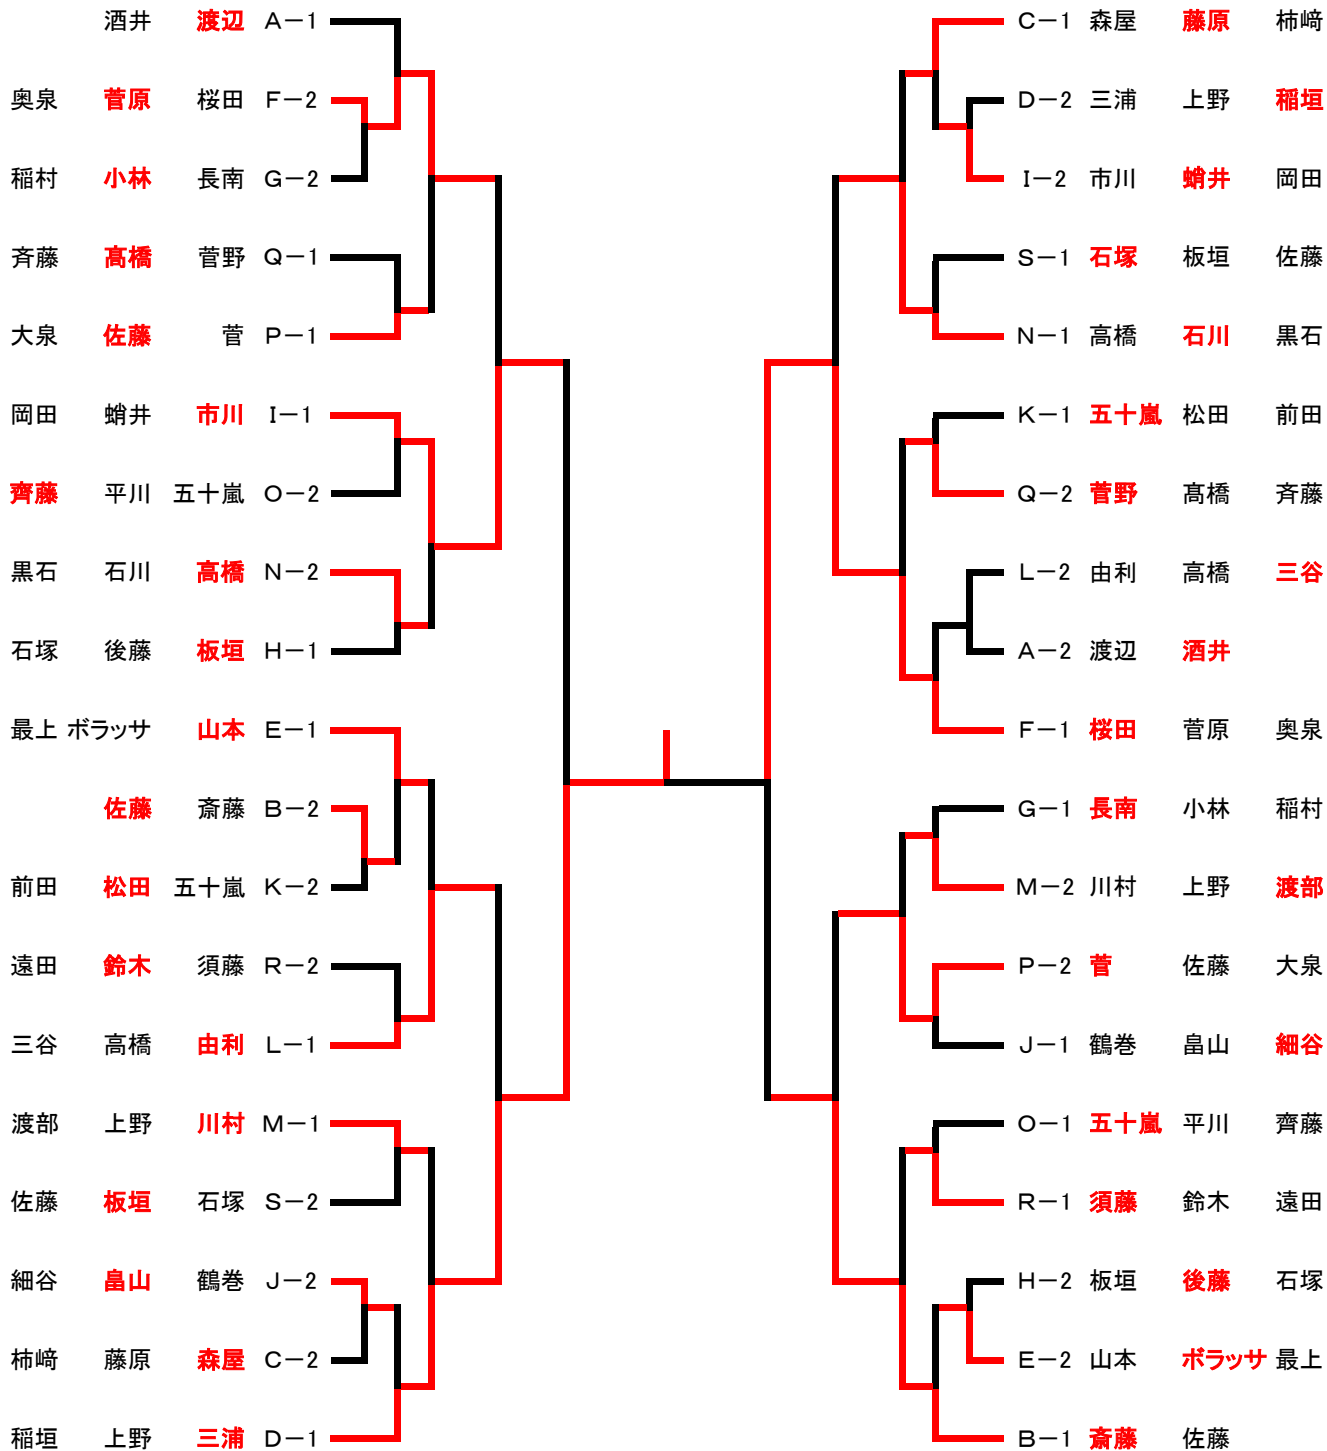 酒井 渡辺 A-1
奥泉 菅原 桜田 F-2
稲村 小林 長南 G-2
斉藤 髙橋 菅野 Q-1
大泉 佐藤 菅 P-1
岡田 蛸井 市川 I-1
齊藤 平川 五十嵐 O-2
黒石 石川 高橋 N-2
石塚 後藤 板垣 H-1
最上 ボラッサ 山本 E-1
佐藤 斎藤 B-2
前田 松田 五十嵐 K-2
遠田 鈴木 須藤 R-2
三谷 高橋 由利 L-1
渡部 上野 川村 M-1
佐藤 板垣 石塚 S-2
細谷 畠山 鶴巻 J-2
柿﨑 藤原 森屋 C-2
稲垣 上野 三浦 D-1
C-1 森屋 藤原 柿﨑
D-2 三浦 上野 稲垣
I-2 市川 蛸井 岡田
S-1 石塚 板垣 佐藤
N-1 高橋 石川 黒石
K-1 五十嵐 松田 前田
Q-2 菅野 髙橋 斉藤
L-2 由利 高橋 三谷
A-2 渡辺 酒井
F-1 桜田 菅原 奥泉
G-1 長南 小林 稲村
M-2 川村 上野 渡部
P-2 菅 佐藤 大泉
J-1 鶴巻 畠山 細谷
O-1 五十嵐 平川 齊藤
R-1 須藤 鈴木 遠田
H-2 板垣 後藤 石塚
E-2 山本 ボラッサ 最上
B-1 斎藤 佐藤